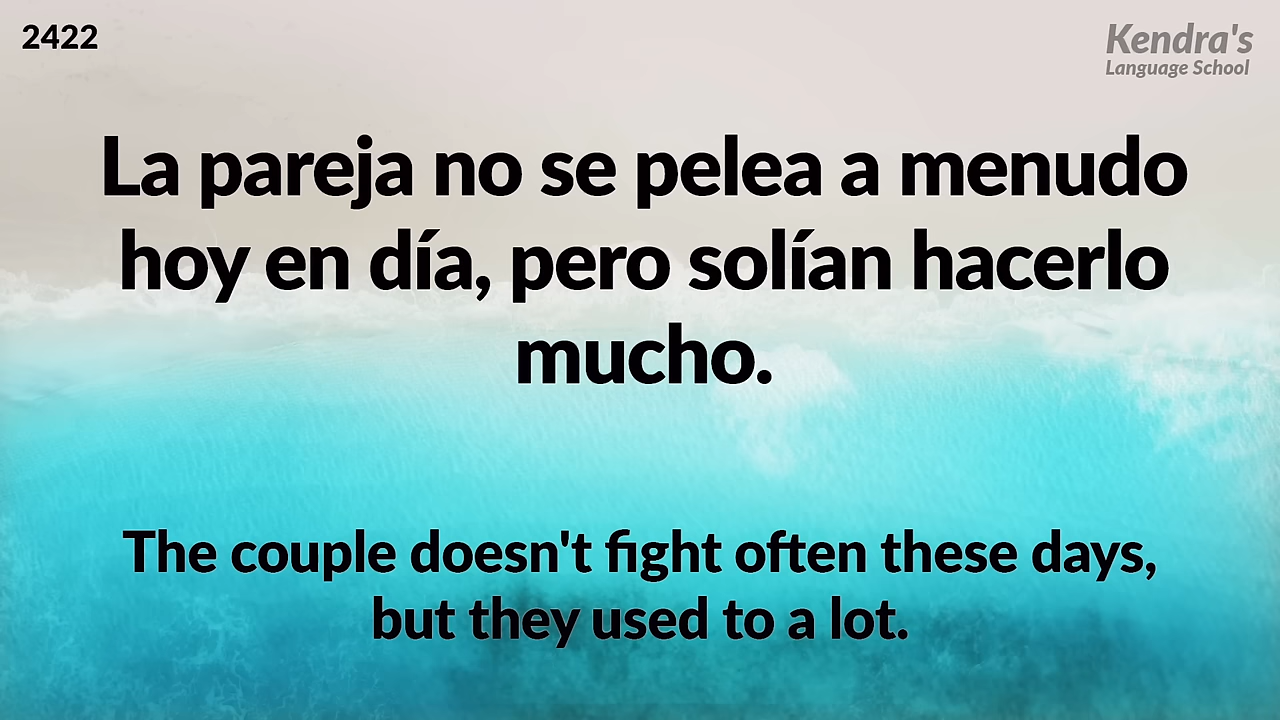 2422
Kendra's
Language School
La pareja no se pelea a menudo
hoy en día, pero solían hacerlo
mucho.
The couple doesn't fight often these days,
but they used to a lot.